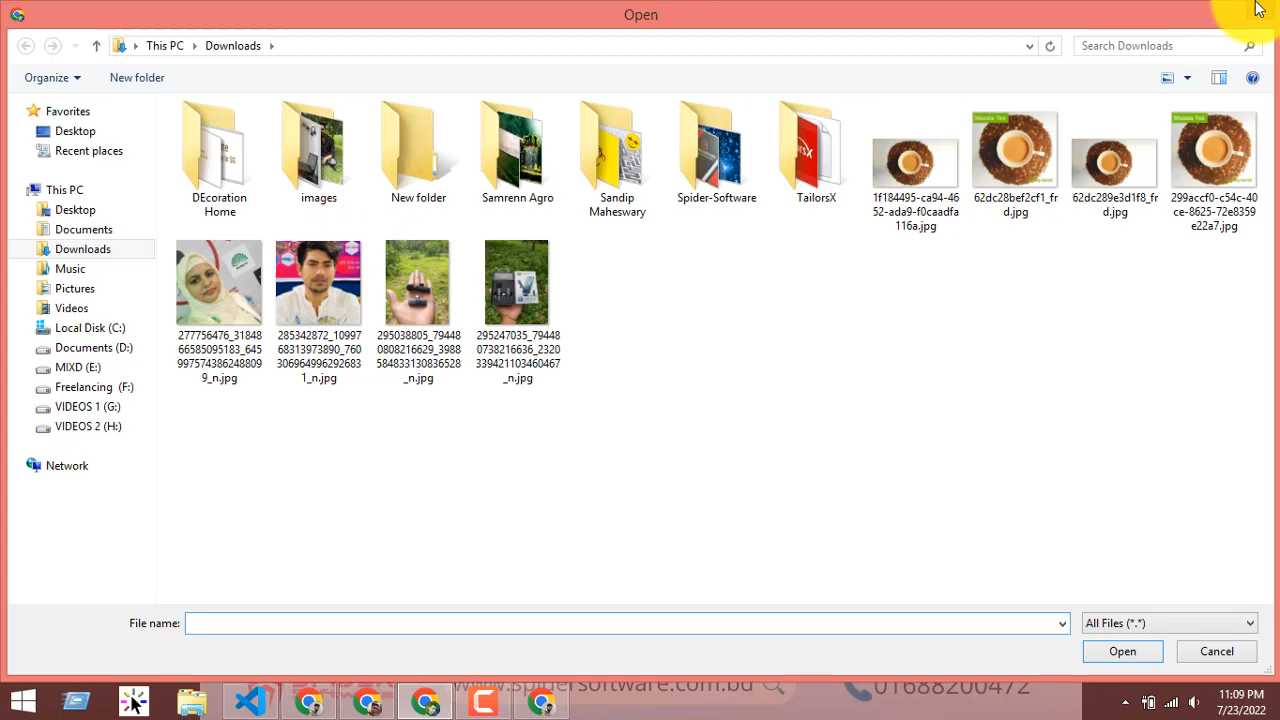 Open
This PC
Downloads
Search Downloads
Organize
New folder
Favorites
Desktop
Recent places
This PC
Desktop
Documents
Downloads
Music
Pictures
Videos
Local Disk (C:)
Documents (D:)
MIXD (E:)
Freelancing (F:)
VIDEOS 1 (G:)
VIDEOS 2 (H:)
Network
DEcoration
Home
images
New folder
Samrenn Agro
Sandip
Maheswary
Spider-Software
TailorsX
1f184495-ca94-46
52-ada9-f0caadfa
116a.jpg
62dc28bef2cf1_fr
d.jpg
62dc289e3d1f8_fr
d.jpg
299accf0-c54c-40
ce-8625-72e8359
e22a7.jpg
277756476_31848
66585095183_645
997574386248809
9_n.jpg
285342872_10997
68313973890_760
306964996292683
1_n.jpg
295038805_79448
0808216629_3988
584833130836528
_n.jpg
295247035_79448
0738216636_2320
339421103460467
_n.jpg
File name:
All Files (*.*)
Open
Cancel
www.spidersoftware.com.bd
01688200472
11:09 PM
7/23/2022